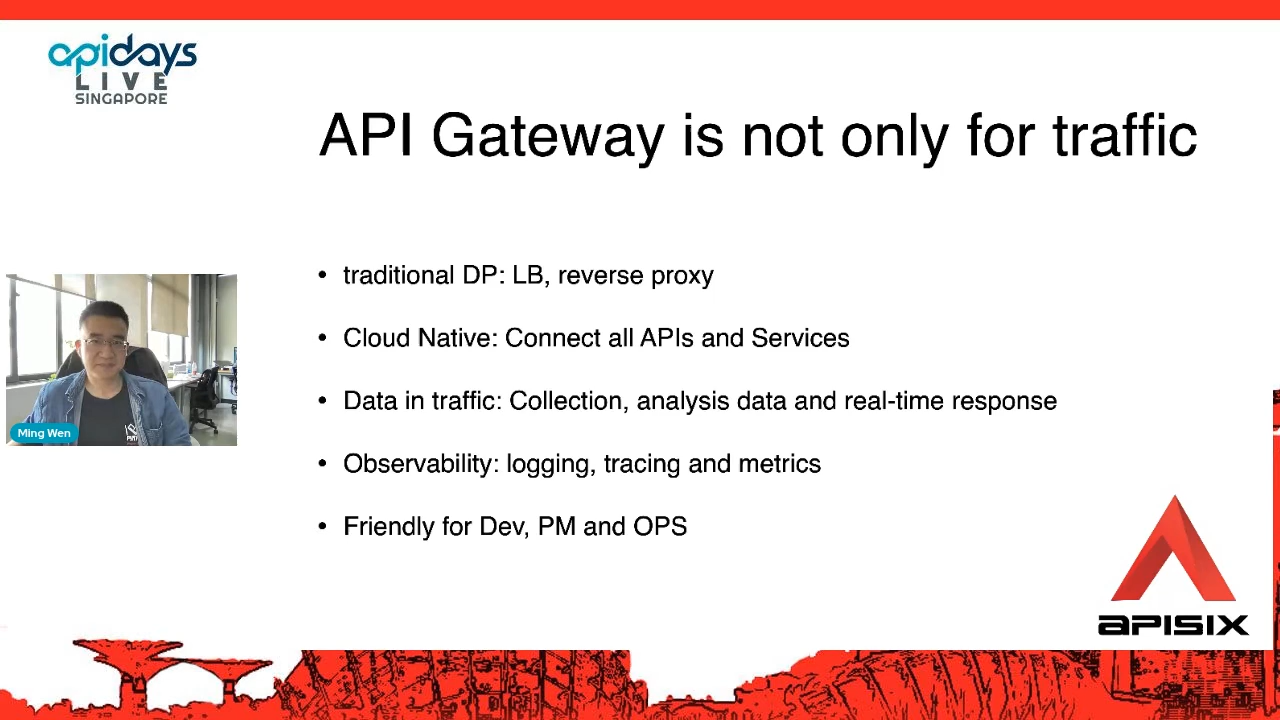 apidays
LIVE
SINGAPORE
API Gateway is not only for traffic
• traditional DP: LB, reverse proxy
• Cloud Native: Connect all APIs and Services
• Data in traffic: Collection, analysis data and real-time response
• Observability: logging, tracing and metrics
• Friendly for Dev, PM and OPS
Ming Wen
APISIX